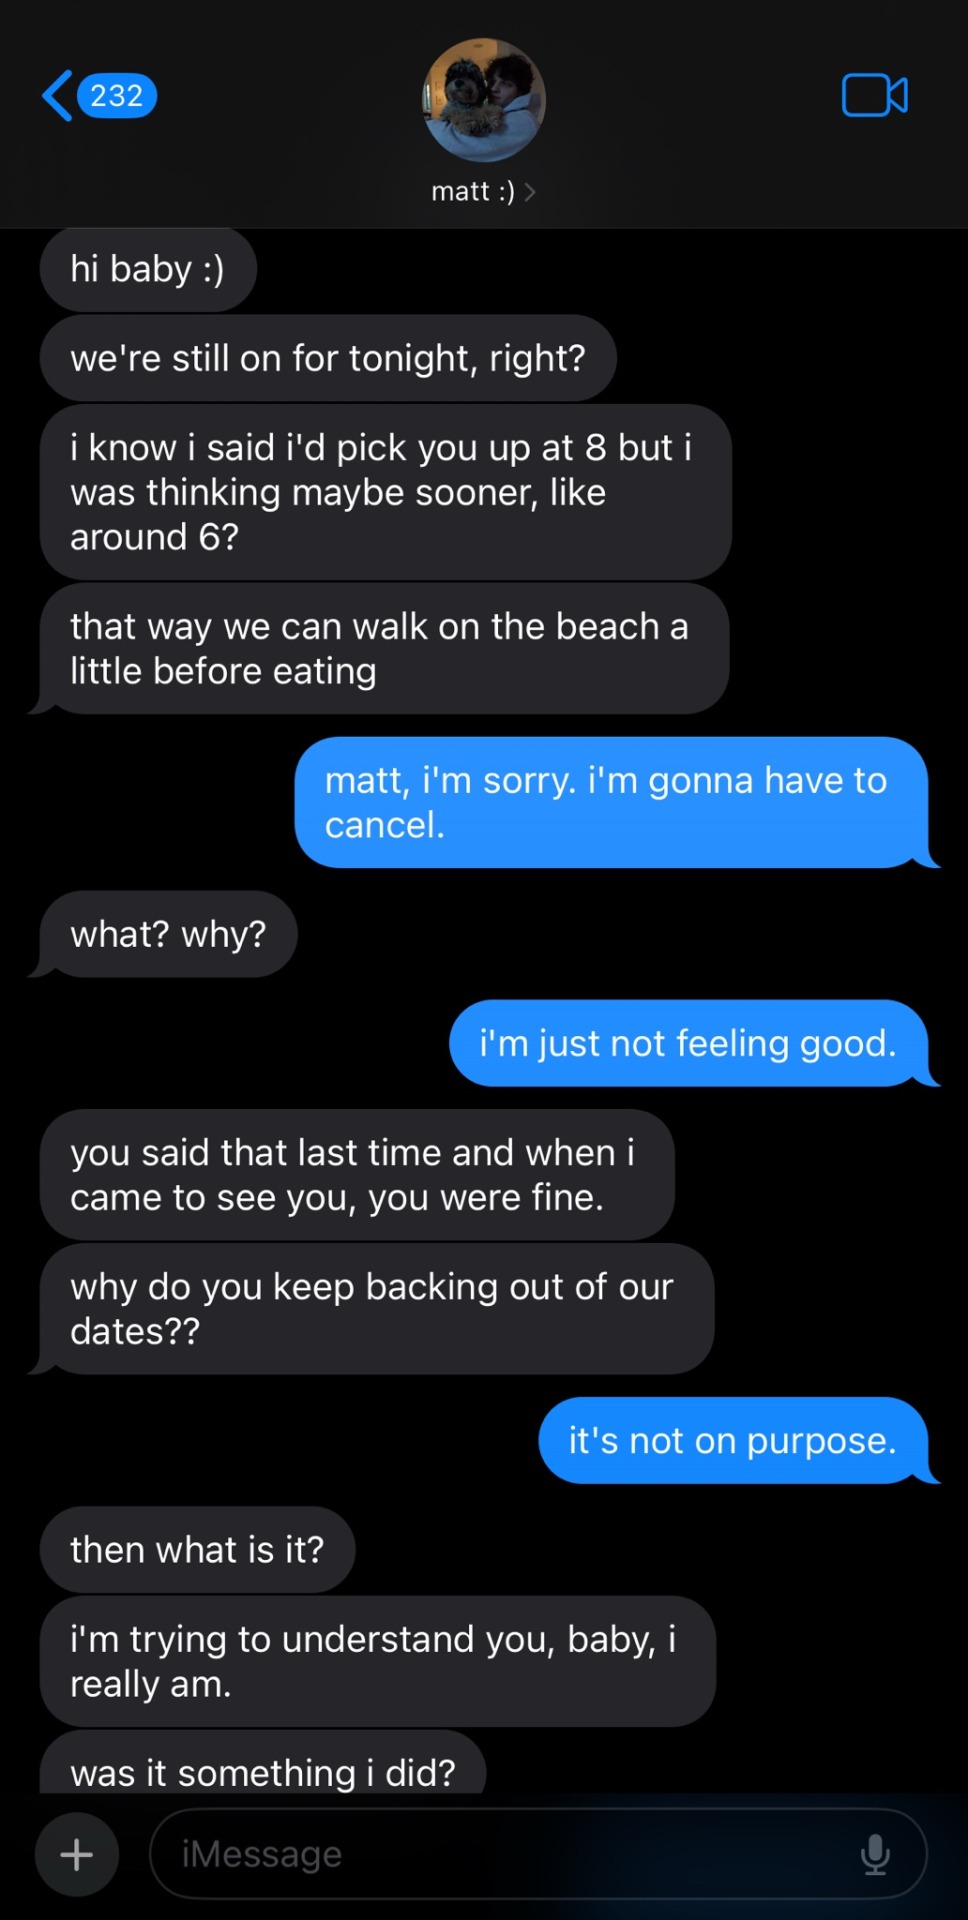 232
matt :)
hi baby :)
we're still on for tonight, right?
i know i said i'd pick you up at 8 but i
was thinking maybe sooner, like
around 6?
that way we can walk on the beach a
little before eating
matt, i'm sorry. i'm gonna have to
cancel.
what? why?
i'm just not feeling good.
you said that last time and when i
came to see you, you were fine.
why do you keep backing out of our
dates??
it's not on purpose.
then what is it?
i'm trying to understand you, baby, i
really am.
was it something i did?
iMessage